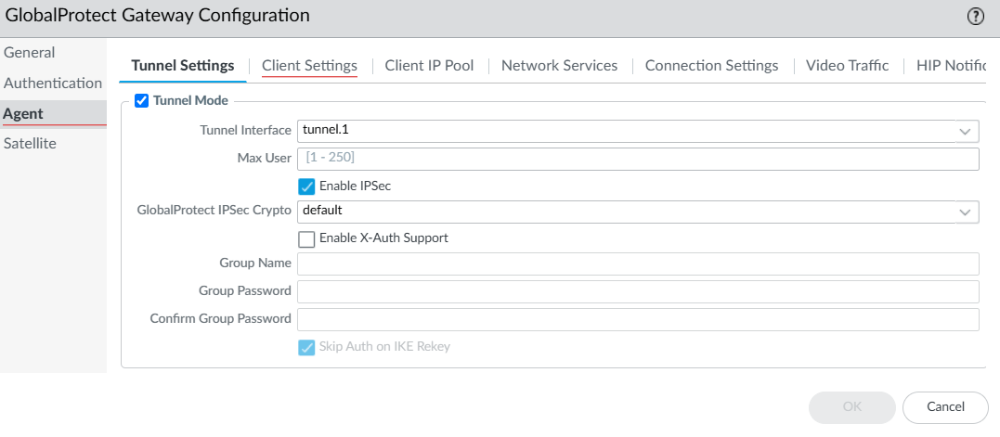 GlobalProtect Gateway Configuration
General
Authentication
Agent
Satellite
Tunnel Settings Client Settings Client IP Pool Network Services Connection Settings Video Traffic HIP Notific
Tunnel Mode
Tunnel Interface tunnel.1
Max User [1 - 250]
Enable IPSec
GlobalProtect IPSec Crypto default
Enable X-Auth Support
Group Name
Group Password
Confirm Group Password
Skip Auth on IKE Rekey
OK Cancel